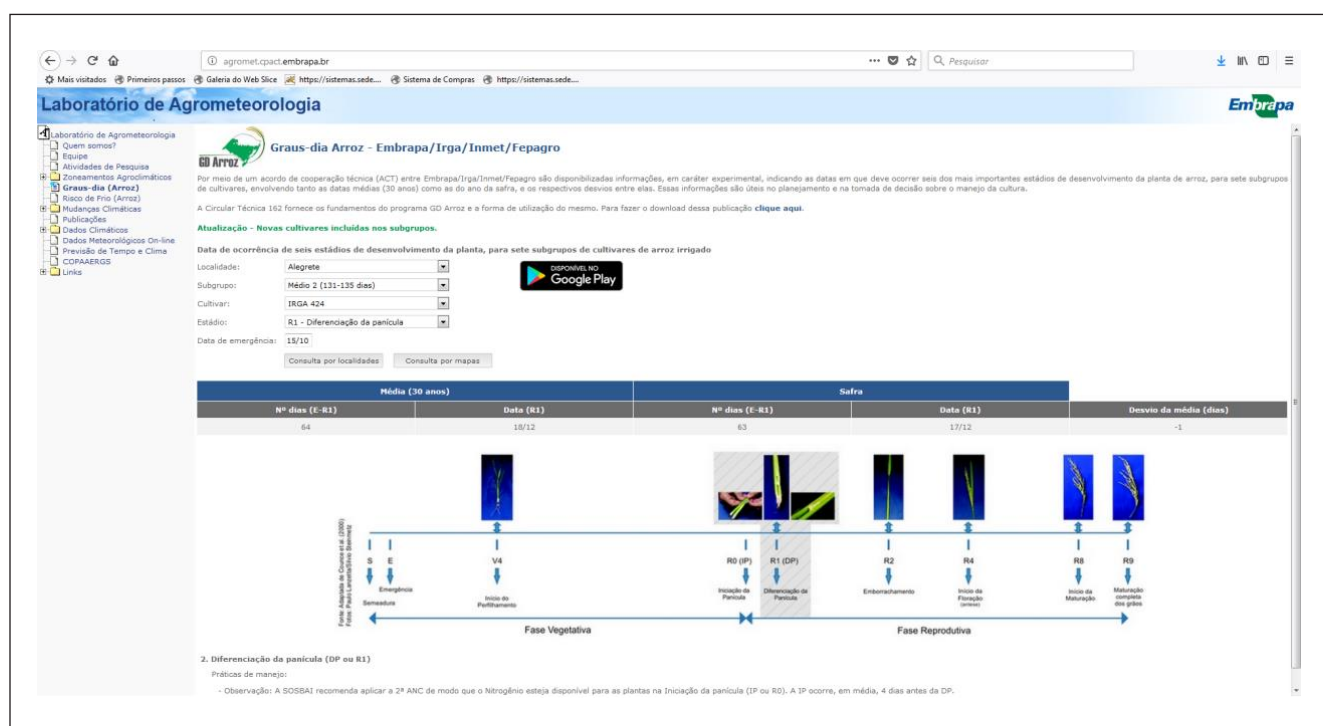 agromet.cpact.embrapa.br
Pesquisar
Mais visitados Primeiros passos Galeria do Web Slice https://sistemas.sede.... Sistema de Compras https://sistemas.sede....
Laboratório de Agrometeorologia
Embrapa
Laboratório de Agrometeorologia
Quem somos?
Equipe
Atividades de Pesquisa
Zoneamentos Agroclimáticos
Graus-dia (Arroz)
Risco de Frio (Arroz)
Mudanças Climáticas
Publicações
Dados Climáticos
Dados Meteorológicos On-line
Previsão de Tempo e Clima
COPAAERGS
Links
GD Arroz
Graus-dia Arroz - Embrapa/Irga/Inmet/Fepagro
Por meio de um acordo de cooperação técnica (ACT) entre Embrapa/Irga/Inmet/Fepagro são disponibilizadas informações, em caráter experimental, indicando as datas em que deve ocorrer seis dos mais importantes estádios de desenvolvimento da planta de arroz, para sete subgrupos
de cultivares, envolvendo tanto as datas médias (30 anos) como as do ano da safra, e os respectivos desvios entre elas. Essas informações são úteis no planejamento e na tomada de decisão sobre o manejo da cultura.
A Circular Técnica 162 fornece os fundamentos do programa GD Arroz e a forma de utilização do mesmo. Para fazer o download dessa publicação clique aqui.
Atualização - Novas cultivares incluídas nos subgrupos.
Data de ocorrência de seis estádios de desenvolvimento da planta, para sete subgrupos de cultivares de arroz irrigado
Localidade: Alegrete
Subgrupo: Médio 2 (131-135 dias)
Cultivar: IRGA 424
Estádio: R1 - Diferenciação da panícula
Data de emergência: 15/10
DISPONÍVEL NO
Google Play
Consulta por localidades Consulta por mapas
Média (30 anos) Safra
Nº dias (E-R1) Data (R1) Nº dias (E-R1) Data (R1) Desvio da média (dias)
64 18/12 63 17/12 -1
Fonte: Adaptada de Counce et al. (2000)
Fotos: Paulo Lanzetta/Silvio Steinmetz
S E V4 R0 (IP) R1 (DP) R2 R4 R8 R9
Semeadura
Emergência
Início do
Perfilhamento
Iniciação da
Panícula
Diferenciação da
Panícula
Emborrachamento
Início da
Floração
(antese)
Início da
Maturação
Maturação
completa
dos grãos
Fase Vegetativa Fase Reprodutiva
2. Diferenciação da panícula (DP ou R1)
Práticas de manejo:
- Observação: A SOSBAI recomenda aplicar a 2ª ANC de modo que o Nitrogênio esteja disponível para as plantas na Iniciação da panícula (IP ou R0). A IP ocorre, em média, 4 dias antes da DP.